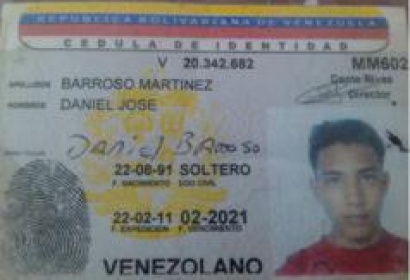 REPUBLICA BOLIVARIANA DE VENEZUELA
CEDULA DE IDENTIDAD
V 20.342.682 MM602
APELLIDOS BARROSO MARTINEZ Dante Rivas
NOMBRES DANIEL JOSE Director
Daniel Barroso
22-08-91 SOLTERO
F. NACIMIENTO EDO CIVIL
22-02-11 02-2021
F. EXPEDICION F. VENCIMIENTO
VENEZOLANO